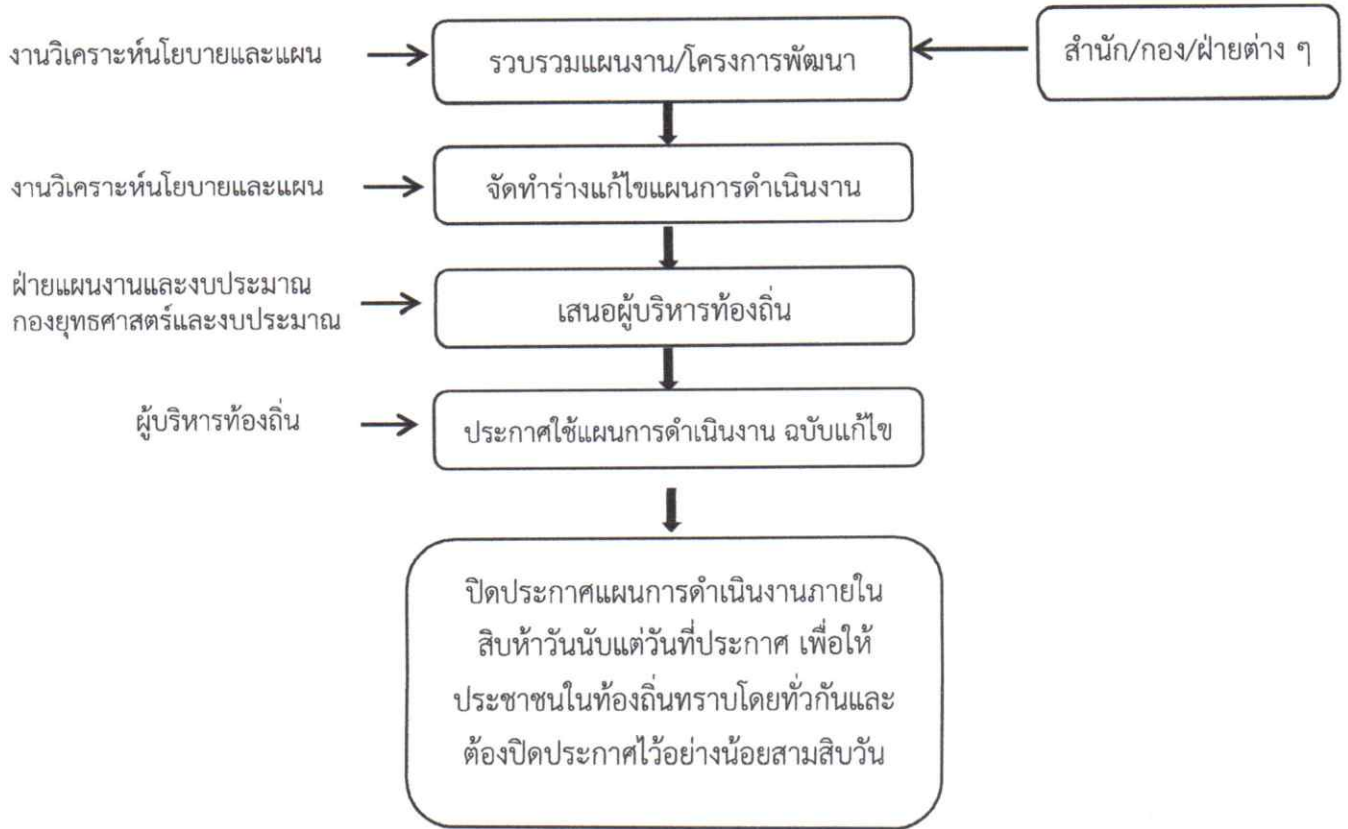 งานวิเคราะห์นโยบายและแผน
รวบรวมแผนงาน/โครงการพัฒนา
สำนัก/กอง/ฝ่ายต่าง ๆ
งานวิเคราะห์นโยบายและแผน
จัดทำร่างแก้ไขแผนการดำเนินงาน
ฝ่ายแผนงานและงบประมาณ
กองยุทธศาสตร์และงบประมาณ
เสนอผู้บริหารท้องถิ่น
ผู้บริหารท้องถิ่น
ประกาศใช้แผนการดำเนินงาน ฉบับแก้ไข
ปิดประกาศแผนการดำเนินงานภายใน
สิบห้าวันนับแต่วันที่ประกาศ เพื่อให้
ประชาชนในท้องถิ่นทราบโดยทั่วกันและ
ต้องปิดประกาศไว้อย่างน้อยสามสิบวัน